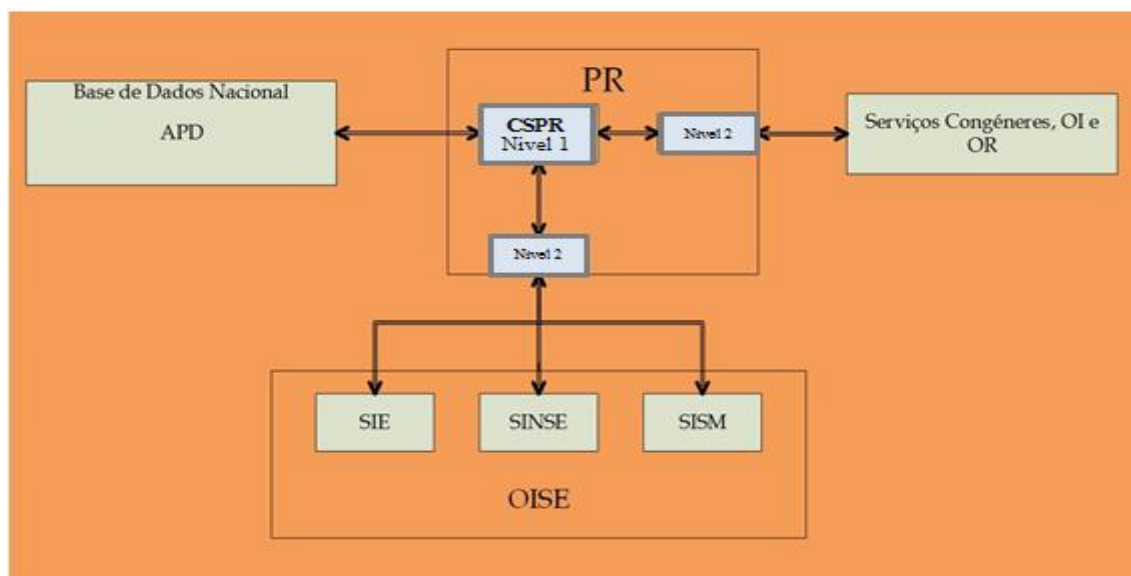 PR
Base de Dados Nacional
APD
CSPR
Nivel 1
Nivel 2
Serviços Congéneres, OI e
OR
Nivel 2
SIE
SINSE
SISM
OISE